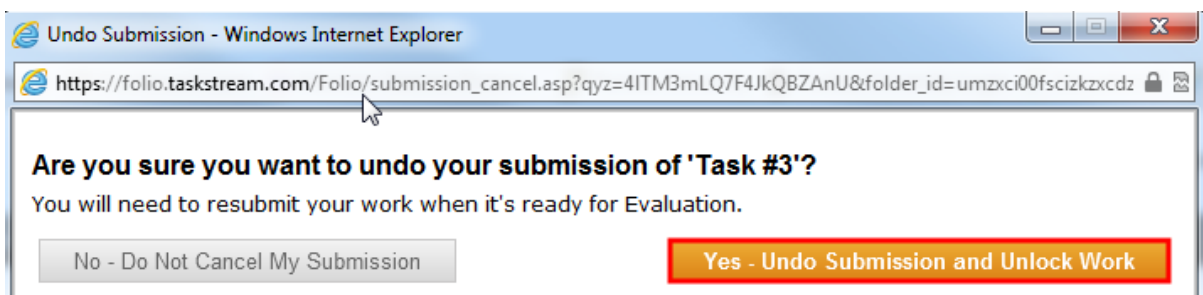 Undo Submission - Windows Internet Explorer
https://folio.taskstream.com/Folio/submission_cancel.asp?qyz=4ITM3mLQ7F4JkQBZAnU&folder_id=umzxci00fscizkzxcdz
Are you sure you want to undo your submission of 'Task #3'?
You will need to resubmit your work when it's ready for Evaluation.
No - Do Not Cancel My Submission
Yes - Undo Submission and Unlock Work